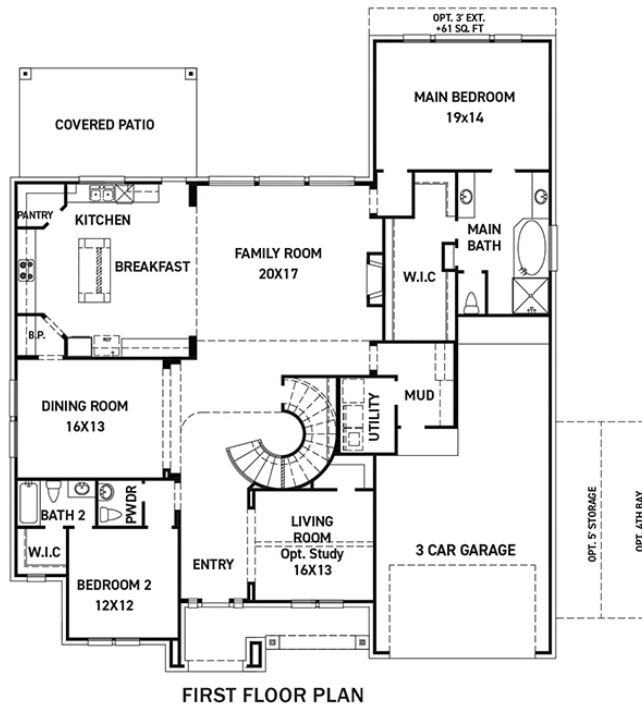 OPT. 3' EXT.
+61 SQ. FT
MAIN BEDROOM
19x14
COVERED PATIO
PANTRY
KITCHEN
BREAKFAST
FAMILY ROOM
20X17
MAIN
BATH
W.I.C
B.P.
REF
DINING ROOM
16X13
UTILITY
MUD
BATH 2
PWDR
W.I.C
BEDROOM 2
12X12
ENTRY
LIVING
ROOM
Opt. Study
16X13
3 CAR GARAGE
OPT. 5' STORAGE
OPT. 4TH BAY
FIRST FLOOR PLAN